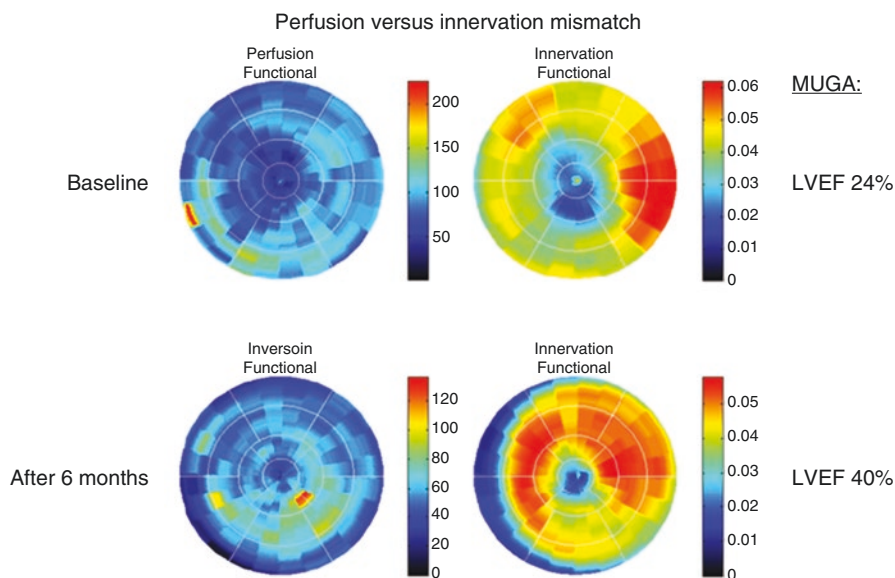 Perfusion versus innervation mismatch
Perfusion
Functional
Innervation
Functional
MUGA:
Baseline
200
150
100
50
0.06
0.05
0.04
0.03
0.02
0.01
0
LVEF 24%
Inversoin
Functional
Innervation
Functional
After 6 months
120
100
80
60
40
20
0
0.05
0.04
0.03
0.02
0.01
0
LVEF 40%